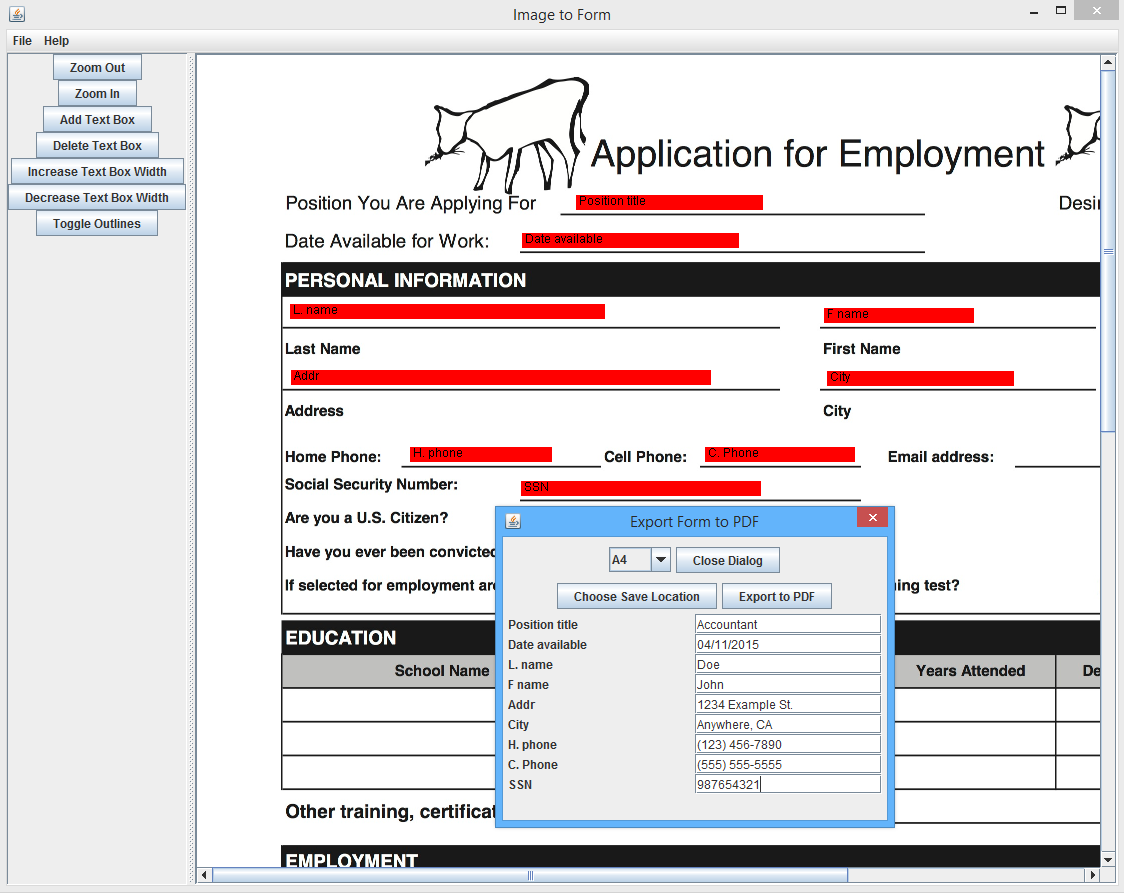 Image to Form
File Help
Zoom Out
Zoom In
Add Text Box
Delete Text Box
Increase Text Box Width
Decrease Text Box Width
Toggle Outlines
Application for Employment
Position You Are Applying For Position title Desi
Date Available for Work: Date available
PERSONAL INFORMATION
L. name F name
Last Name First Name
Addr City
Address City
Home Phone: H. phone Cell Phone: C. Phone Email address:
Social Security Number: SSN
Are you a U.S. Citizen?
Have you ever been convicted
If selected for employment are ing test?
EDUCATION
School Name Years Attended De
Other training, certificat
EMPLOYMENT
Export Form to PDF
A4 Close Dialog
Choose Save Location Export to PDF
Position title Accountant
Date available 04/11/2015
L. name Doe
F name John
Addr 1234 Example St.
City Anywhere, CA
H. phone (123) 456-7890
C. Phone (555) 555-5555
SSN 987654321